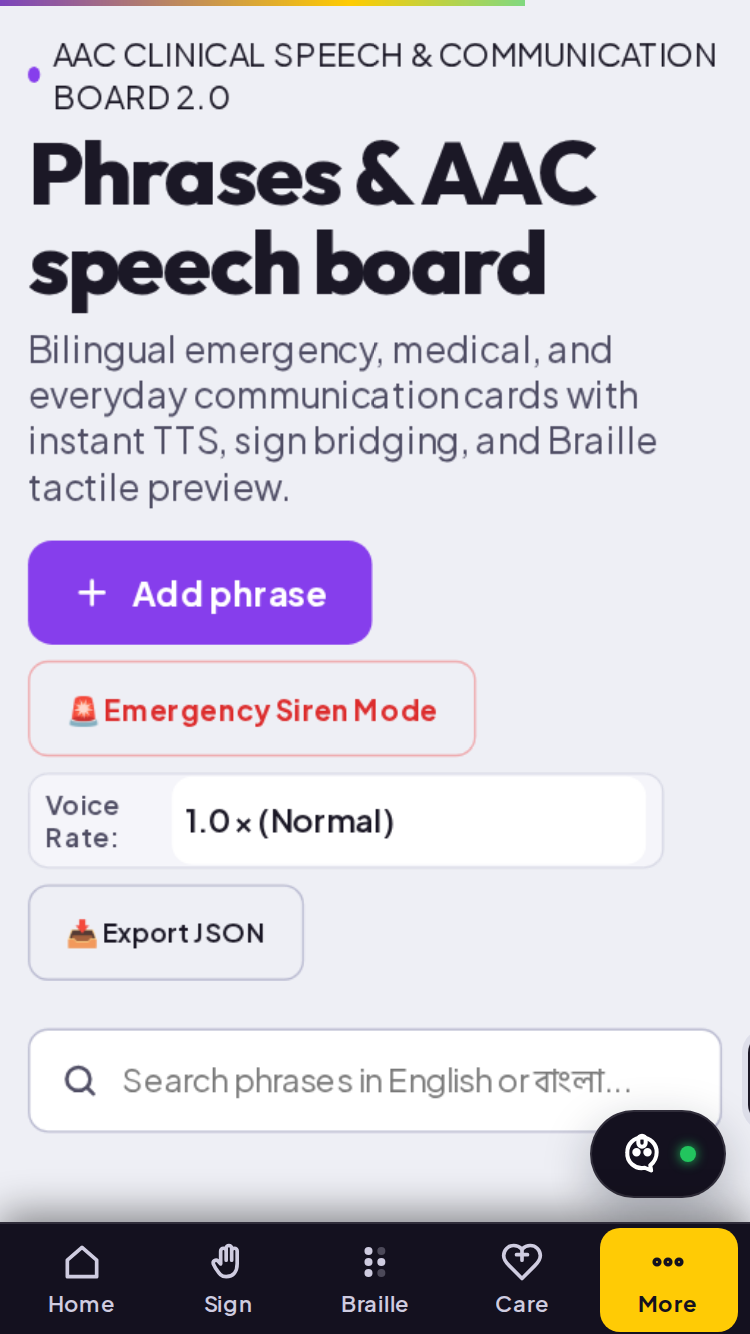 AAC CLINICAL SPEECH & COMMUNICATION
BOARD 2.0
Phrases & AAC
speech board
Bilingual emergency, medical, and
everyday communication cards with
instant TTS, sign bridging, and Braille
tactile preview.
+ Add phrase
🚨 Emergency Siren Mode
Voice
Rate:
1.0 × (Normal)
📥 Export JSON
Search phrases in English or বাংলা...
Home
Sign
Braille
Care
More